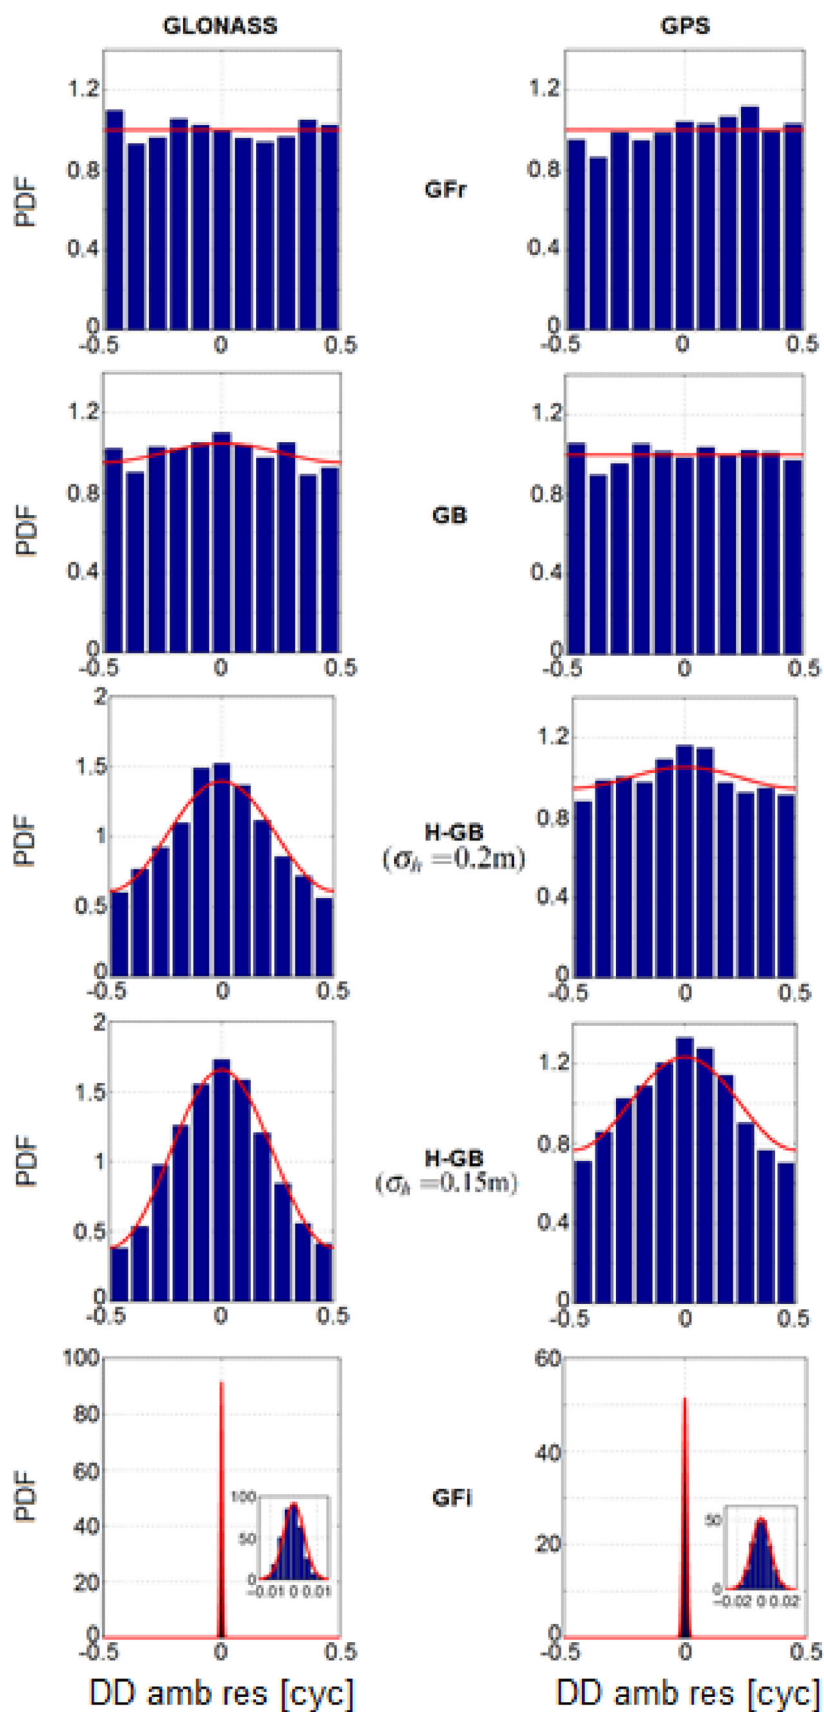 GLONASS GPS
1.2 1.2
0.8 GFr 0.8
PDF
0.4 0.4
0 0
-0.5 0 0.5 -0.5 0 0.5
1.2 1.2
0.8 GB 0.8
PDF
0.4 0.4
0 0
-0.5 0 0.5 -0.5 0 0.5
2
1.5 1.2
1 H-GB 0.8
PDF (σₕ =0.2m)
0.5 0.4
0 0
-0.5 0 0.5 -0.5 0 0.5
2
1.5 1.2
1 H-GB 0.8
PDF (σₕ =0.15m)
0.5 0.4
0 0
-0.5 0 0.5 -0.5 0 0.5
100 60
80
60 40
PDF GFi
40
20 20
0 0
100 50
50
0 0
-0.01 0 0.01 -0.02 0 0.02
-0.5 0 0.5 -0.5 0 0.5
DD amb res [cyc] DD amb res [cyc]